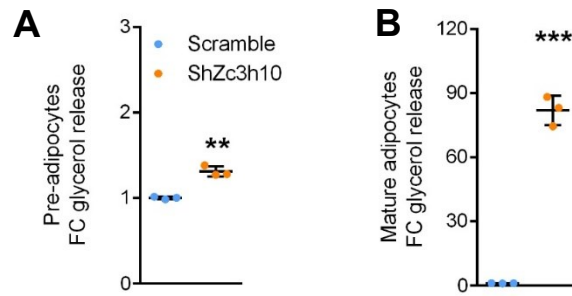 A
Pre-adipocytes
FC glycerol release
3
2
1
0
Scramble
ShZc3h10
**
B
Mature adipocytes
FC glycerol release
120
90
60
30
0
***